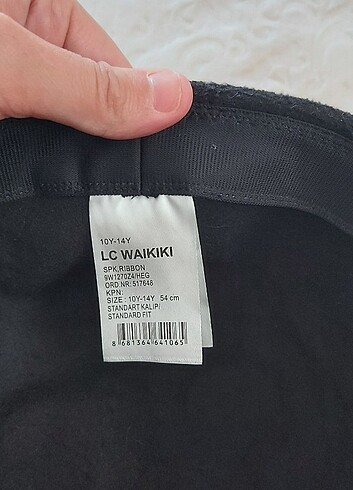 10Y-14Y
LC WAIKIKI
SPK,RIBBON
9W1270Z4/HEG
ORD.NR: 517648
KPN:
SIZE : 10Y-14Y 54 cm
STANDART KALIP/
STANDARD FIT
8 681364 641065